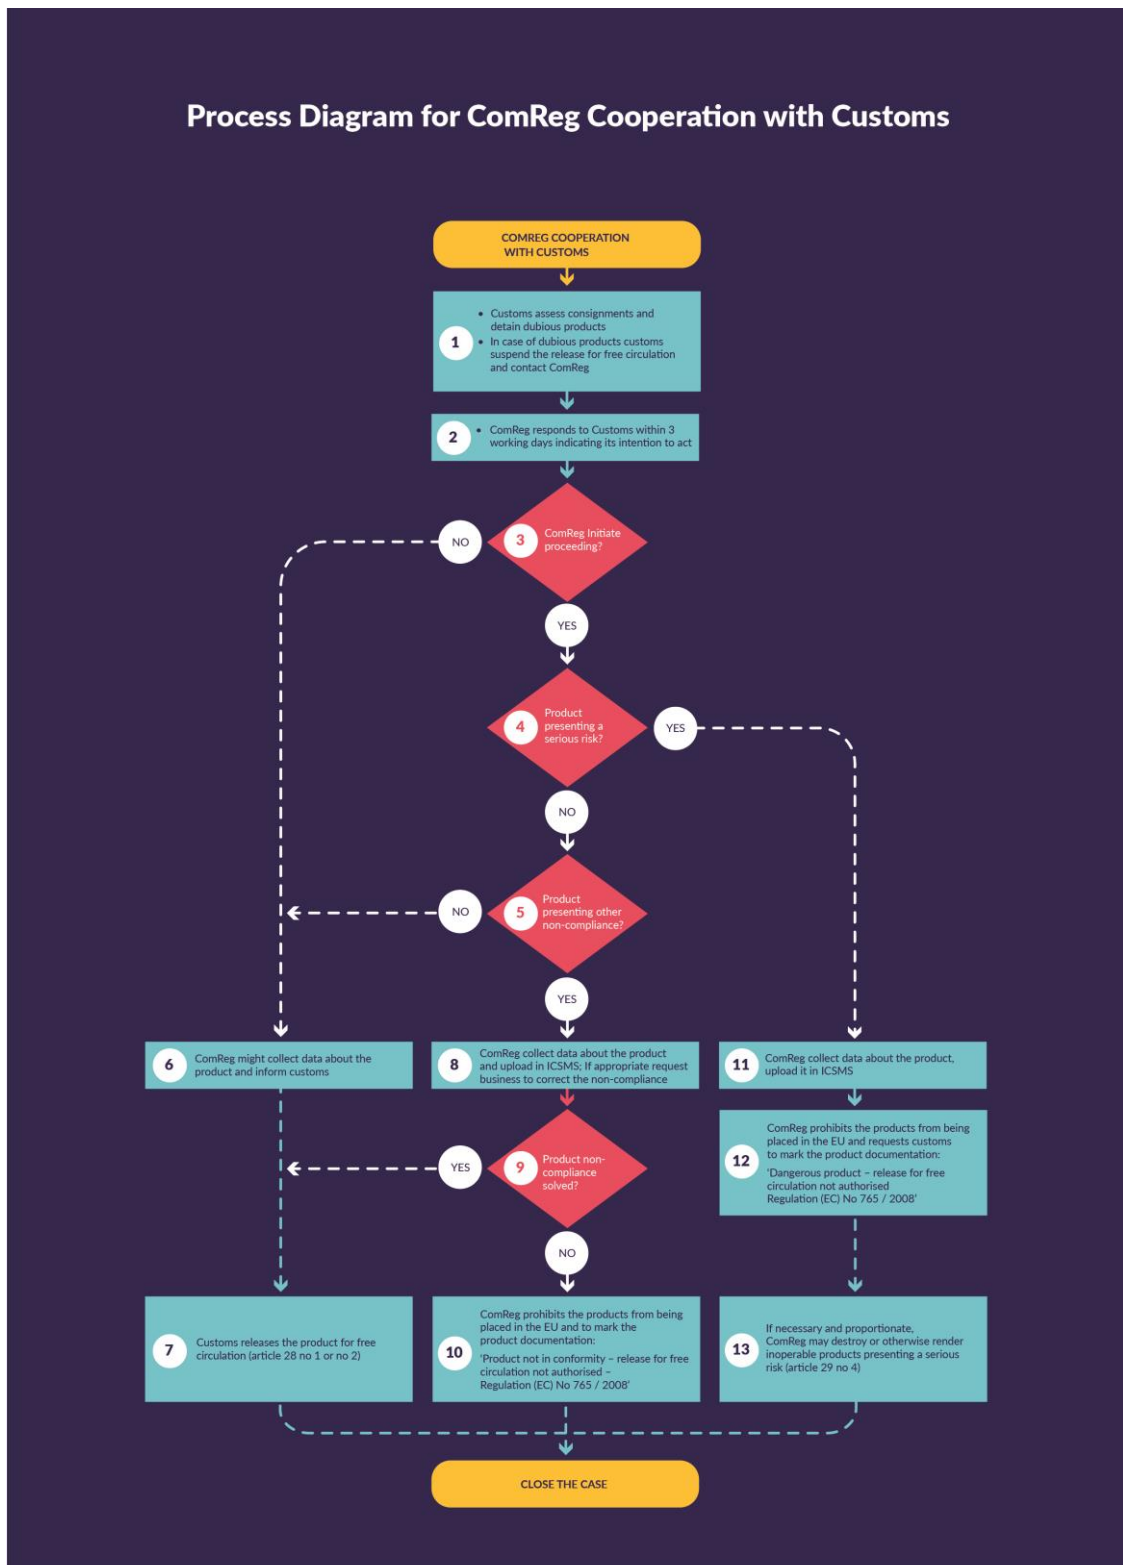 Process Diagram for ComReg Cooperation with Customs
COMREG COOPERATION
WITH CUSTOMS
1
• Customs assess consignments and
detain dubious products
• In case of dubious products customs
suspend the release for free circulation
and contact ComReg
2
• ComReg responds to Customs within 3
working days indicating its intention to act
NO
3
ComReg Initiate
proceeding?
YES
4
Product
presenting a
serious risk?
YES
NO
NO
5
Product
presenting other
non-compliance?
YES
6
ComReg might collect data about the
product and inform customs
8
ComReg collect data about the product
and upload in ICSMS; If appropriate request
business to correct the non-compliance
11
ComReg collect data about the product,
upload it in ICSMS
YES
9
Product non-
compliance
solved?
12
ComReg prohibits the products from being
placed in the EU and requests customs
to mark the product documentation:
‘Dangerous product – release for free
circulation not authorised
Regulation (EC) No 765 / 2008’
NO
7
Customs releases the product for free
circulation (article 28 no 1 or no 2)
10
ComReg prohibits the products from being
placed in the EU and to mark the
product documentation:
‘Product not in conformity – release for free
circulation not authorised –
Regulation (EC) No 765 / 2008’
13
If necessary and proportionate,
ComReg may destroy or otherwise render
inoperable products presenting a serious
risk (article 29 no 4)
CLOSE THE CASE